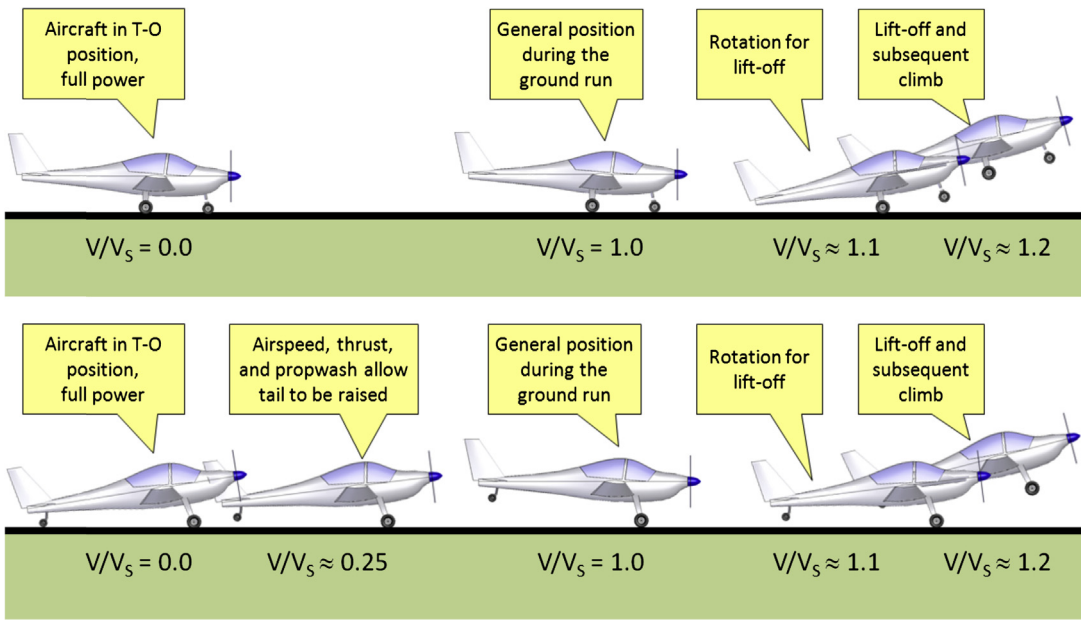 Aircraft in T-O
position,
full power
General position
during the
ground run
Rotation for
lift-off
Lift-off and
subsequent
climb
V/VS = 0.0
V/VS = 1.0
V/VS ≈ 1.1
V/VS ≈ 1.2
Aircraft in T-O
position,
full power
Airspeed, thrust,
and propwash allow
tail to be raised
General position
during the
ground run
Rotation for
lift-off
Lift-off and
subsequent
climb
V/VS = 0.0
V/VS ≈ 0.25
V/VS = 1.0
V/VS ≈ 1.1
V/VS ≈ 1.2